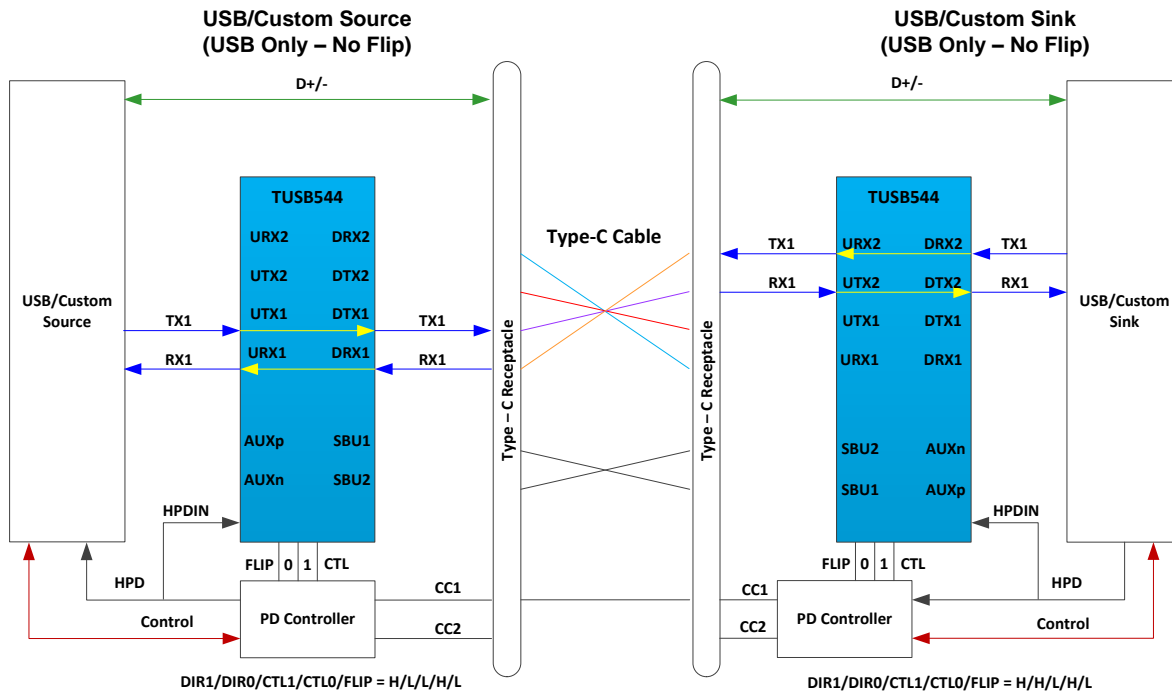 USB/Custom Source
(USB Only – No Flip)
USB/Custom Sink
(USB Only – No Flip)
D+/-
D+/-
TUSB544
URX2 DRX2
UTX2 DTX2
UTX1 DTX1
URX1 DRX1
AUXp SBU1
AUXn SBU2
USB/Custom
Source
TX1
TX1
RX1
RX1
HPDIN
HPD
Control
FLIP 0 1 CTL
PD Controller
CC1
CC2
Type – C Receptacle
Type-C Cable
Type – C Receptacle
TUSB544
URX2 DRX2
UTX2 DTX2
UTX1 DTX1
URX1 DRX1
SBU2 AUXn
SBU1 AUXp
TX1
TX1
RX1
RX1
USB/Custom
Sink
HPDIN
HPD
Control
FLIP 0 1 CTL
PD Controller
CC1
CC2
DIR1/DIR0/CTL1/CTL0/FLIP = H/L/L/H/L
DIR1/DIR0/CTL1/CTL0/FLIP = H/H/L/H/L